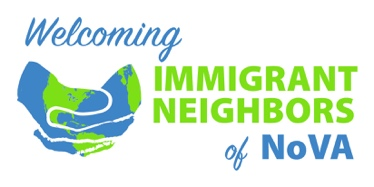 Welcoming
IMMIGRANT
NEIGHBORS
of NoVA